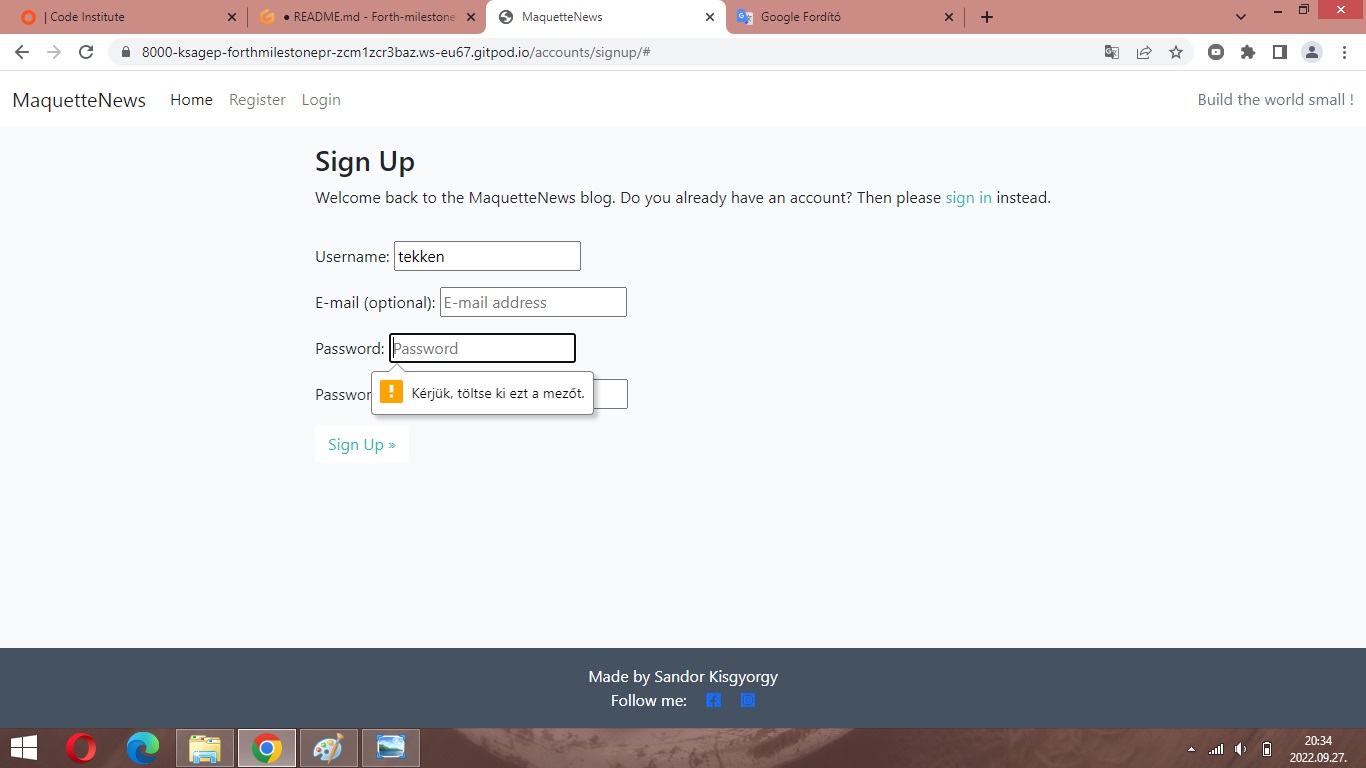 | Code Institute
● README.md - Forth-milestone
MaquetteNews
Google Fordító
8000-ksagep-forthmilestonepr-zcm1zcr3baz.ws-eu67.gitpod.io/accounts/signup/#
MaquetteNews Home Register Login Build the world small !
Sign Up
Welcome back to the MaquetteNews blog. Do you already have an account? Then please sign in instead.
Username: tekken
E-mail (optional): E-mail address
Password: Password
Kérjük, töltse ki ezt a mezőt.
Sign Up »
Made by Sandor Kisgyorgy
Follow me:
20:34
2022.09.27.